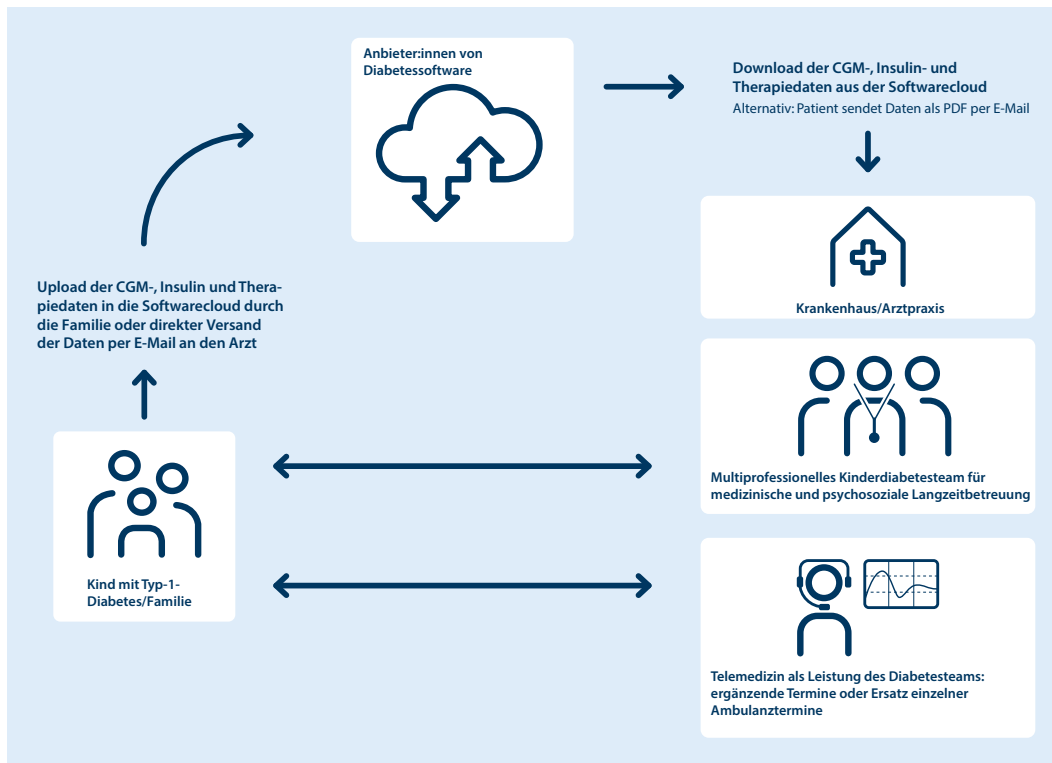 Anbieter:innen von
Diabetessoftware
Download der CGM-, Insulin- und
Therapiedaten aus der Softwarecloud
Alternativ: Patient sendet Daten als PDF per E-Mail
Krankenhaus/Arztpraxis
Upload der CGM-, Insulin und Thera-
piedaten in die Softwarecloud durch
die Familie oder direkter Versand
der Daten per E-Mail an den Arzt
Multiprofessionelles Kinderdiabetesteam für
medizinische und psychosoziale Langzeitbetreuung
Kind mit Typ-1-
Diabetes/Familie
Telemedizin als Leistung des Diabetesteams:
ergänzende Termine oder Ersatz einzelner
Ambulanztermine